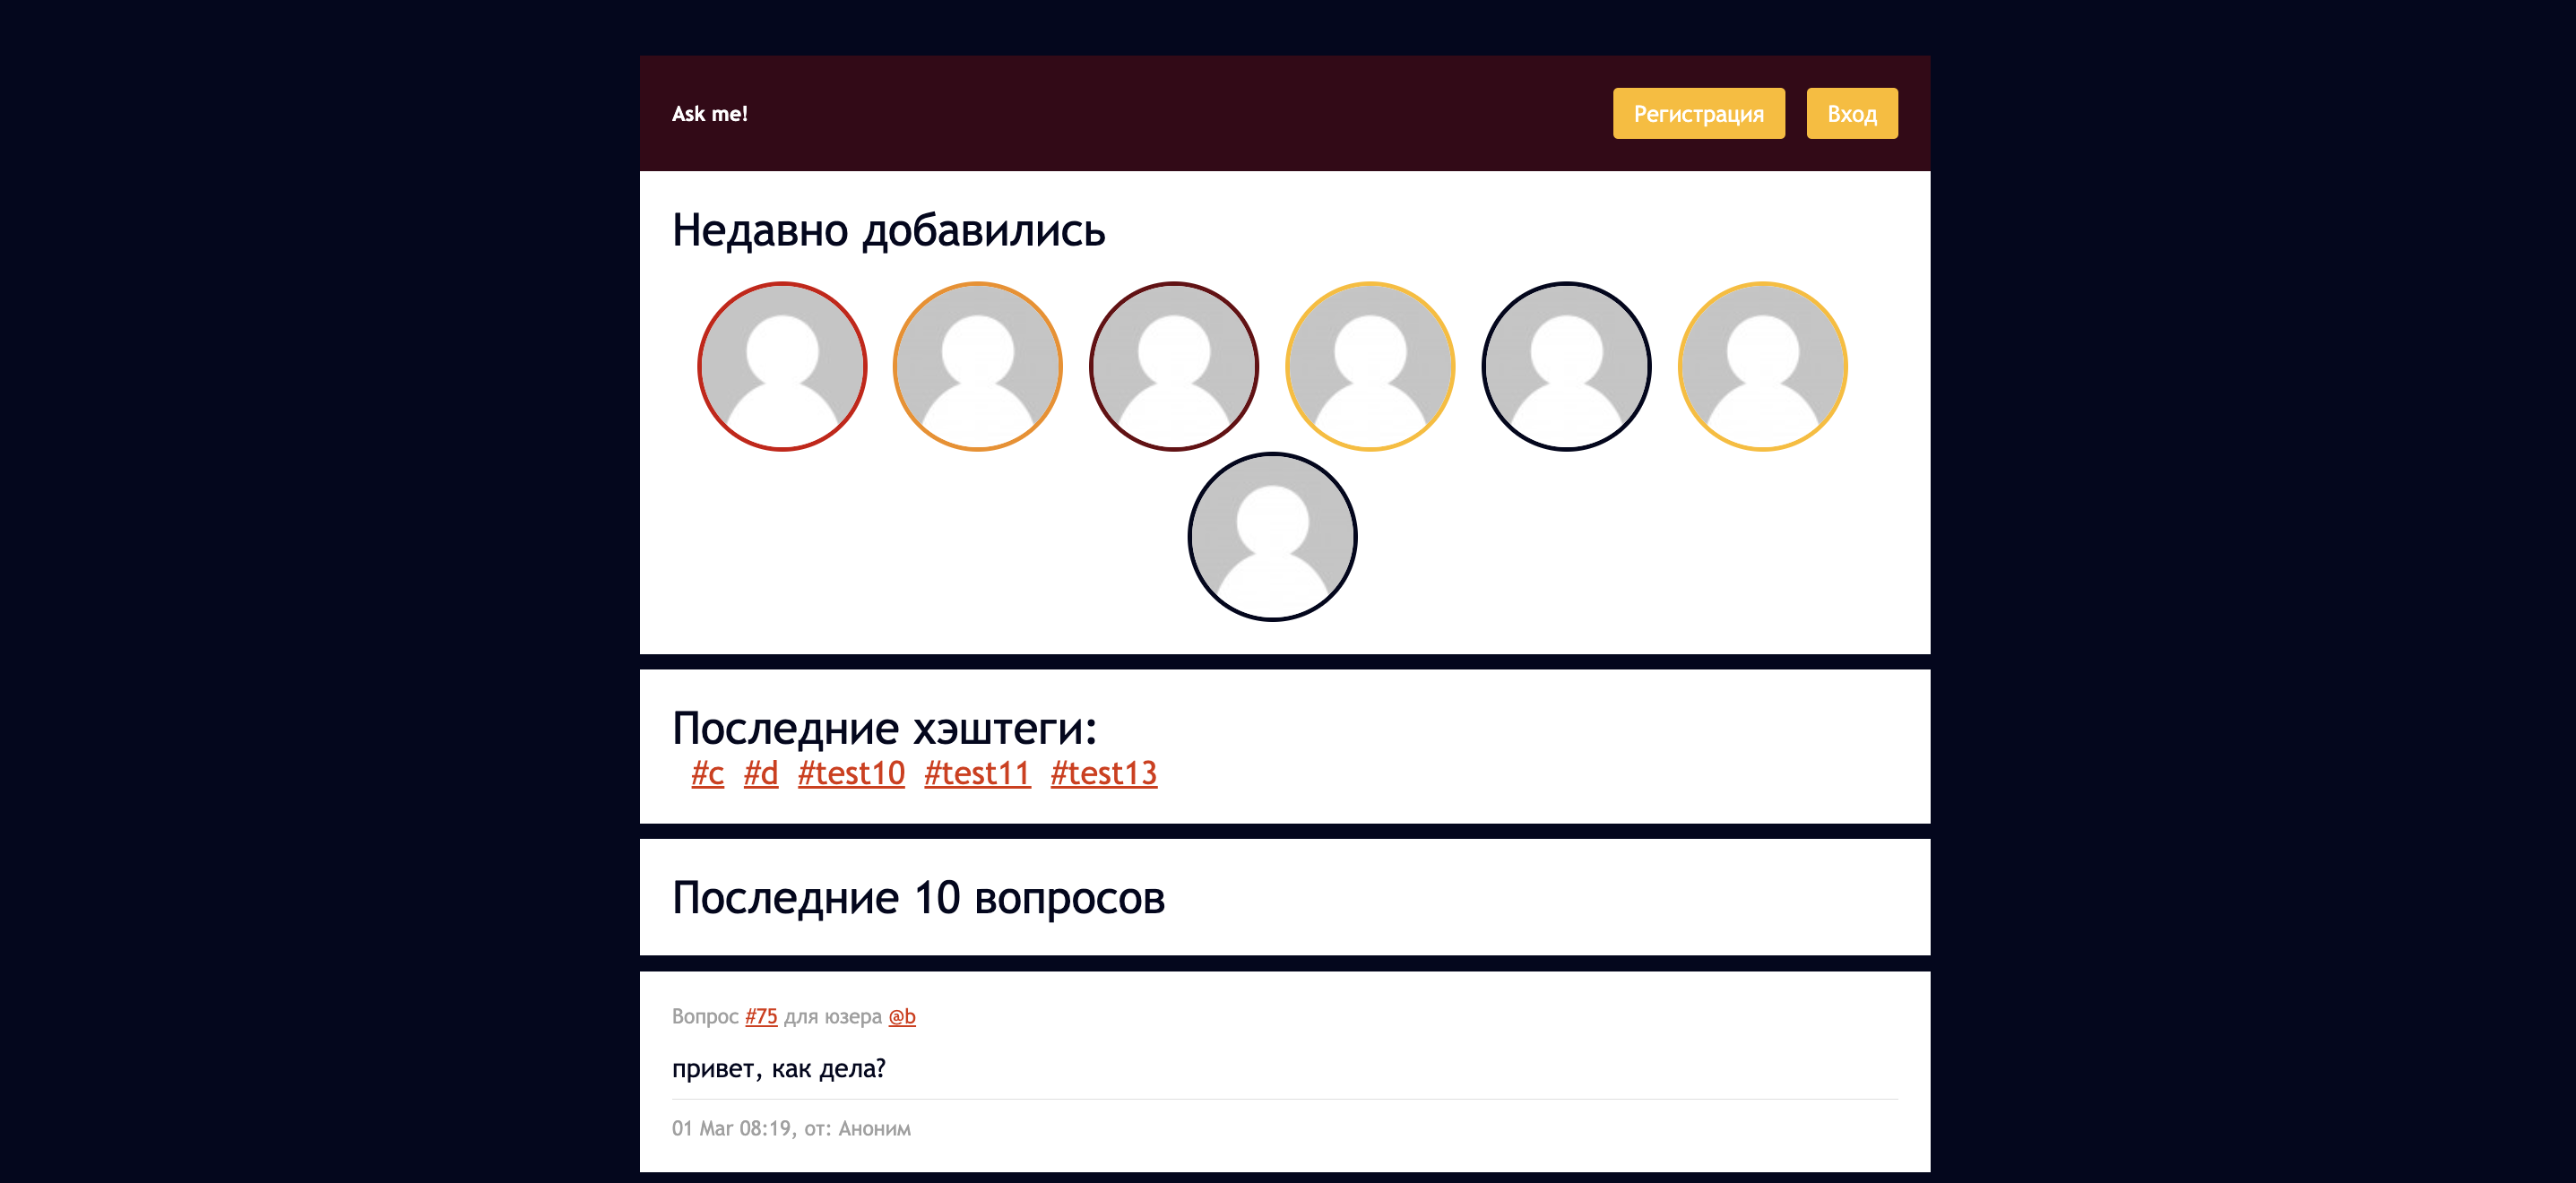 Ask me!
Регистрация
Вход
Недавно добавились
Последние хэштеги:
#c #d #test10 #test11 #test13
Последние 10 вопросов
Вопрос #75 для юзера @b
привет, как дела?
01 Mar 08:19, от: Аноним